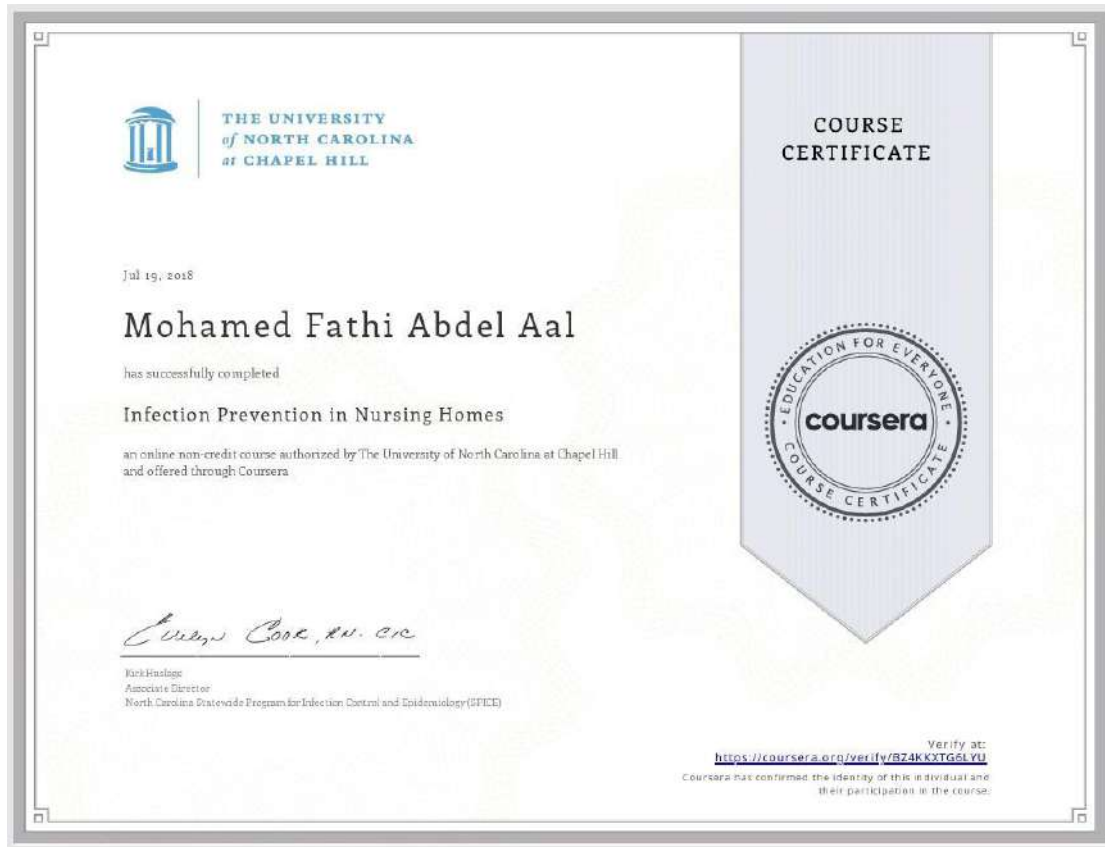 THE UNIVERSITY
of NORTH CAROLINA
at CHAPEL HILL
COURSE
CERTIFICATE
Jul 19, 2018
Mohamed Fathi Abdel Aal
has successfully completed
Infection Prevention in Nursing Homes
an online non-credit course authorized by The University of North Carolina at Chapel Hill
and offered through Coursera
EDUCATION FOR EVERYONE
coursera
COURSE CERTIFICATE
Evelyn Cook, RN. CIC
Associate Director
North Carolina Statewide Program for Infection Control and Epidemiology (SPICE)
Verify at:
https://coursera.org/verify/BZ4KKXTG6LYU
Coursera has confirmed the identity of this individual and
their participation in the course.